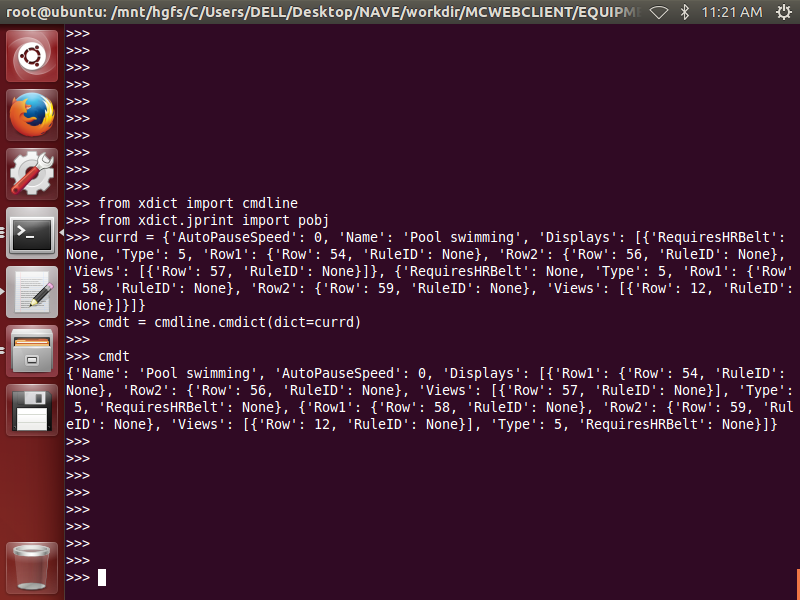 root@ubuntu: /mnt/hgfs/C/Users/DELL/Desktop/NAVE/workdir/MCWEBCLIENT/EQUIPM 11:21 AM
>>>
>>>
>>>
>>>
>>>
>>>
>>>
>>>
>>>
>>>
>>> from xdict import cmdline
>>> from xdict.jprint import pobj
>>> currd = {'AutoPauseSpeed': 0, 'Name': 'Pool swimming', 'Displays': [{'RequiresHRBelt':
None, 'Type': 5, 'Row1': {'Row': 54, 'RuleID': None}, 'Row2': {'Row': 56, 'RuleID': None},
'Views': [{'Row': 57, 'RuleID': None}]}, {'RequiresHRBelt': None, 'Type': 5, 'Row1': {'Row'
: 58, 'RuleID': None}, 'Row2': {'Row': 59, 'RuleID': None}, 'Views': [{'Row': 12, 'RuleID':
None}]}]}
>>> cmdt = cmdline.cmdict(dict=currd)
>>>
>>> cmdt
{'Name': 'Pool swimming', 'AutoPauseSpeed': 0, 'Displays': [{'Row1': {'Row': 54, 'RuleID':
None}, 'Row2': {'Row': 56, 'RuleID': None}, 'Views': [{'Row': 57, 'RuleID': None}], 'Type':
5, 'RequiresHRBelt': None}, {'Row1': {'Row': 58, 'RuleID': None}, 'Row2': {'Row': 59, 'Rul
eID': None}, 'Views': [{'Row': 12, 'RuleID': None}], 'Type': 5, 'RequiresHRBelt': None}]}
>>>
>>>
>>>
>>>
>>>
>>>
>>>
>>>
>>>